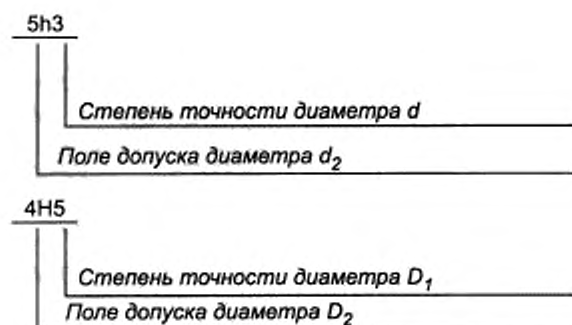 5h3
Степень точности диаметра d
Поле допуска диаметра d₂
4H5
Степень точности диаметра D₁
Поле допуска диаметра D₂